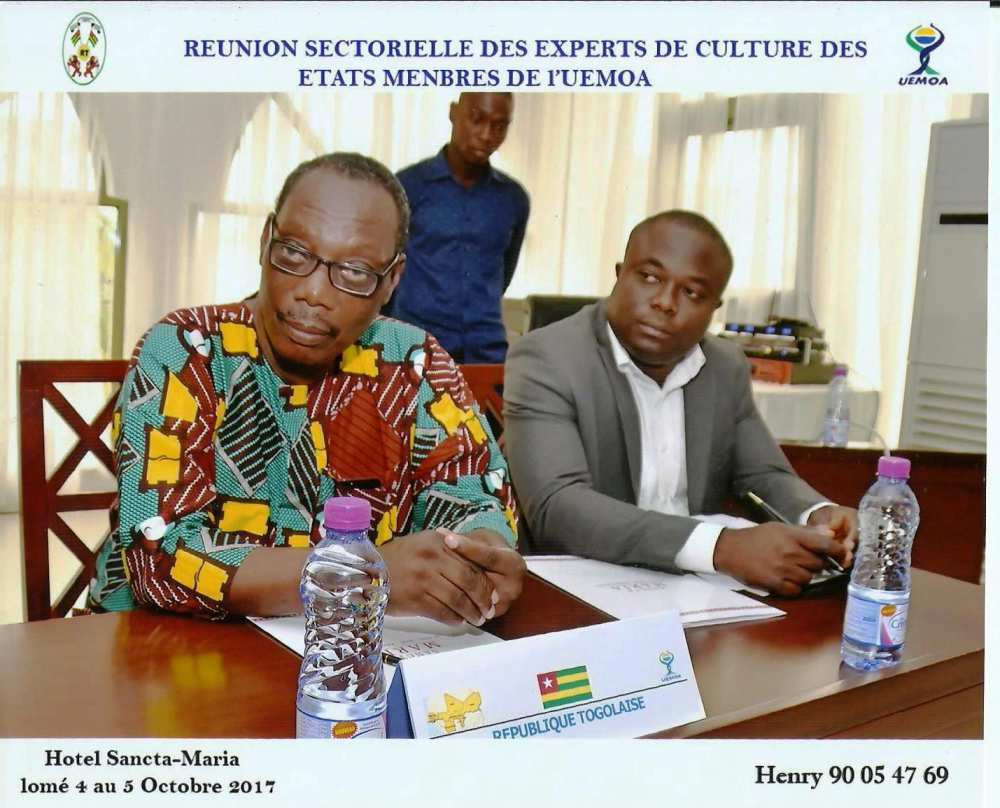 REUNION SECTORIELLE DES EXPERTS DE CULTURE DES
ETATS MENBRES DE l'UEMOA
UEMOA
UEMOA
REPUBLIQUE TOGOLAISE
Hotel Sancta-Maria
lomé 4 au 5 Octobre 2017
Henry 90 05 47 69